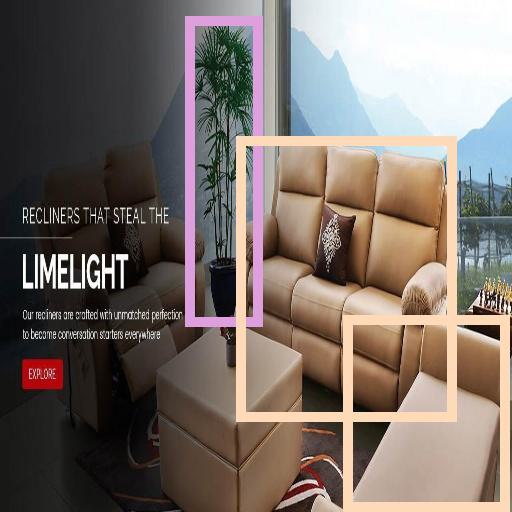 RECLINERS THAT STEAL THE
LIMELIGHT
Our recliners are crafted with unmatched perfection
to become conversation starters everywhere
EXPLORE